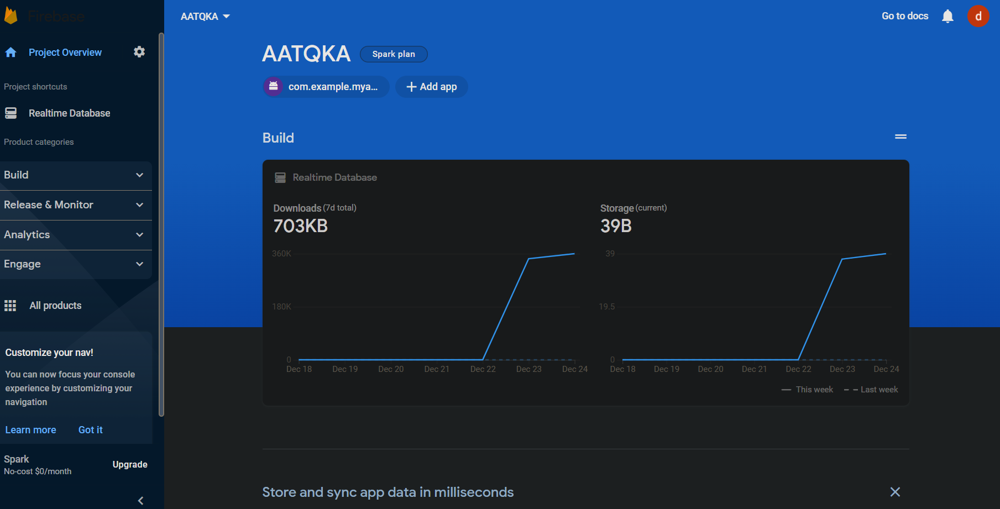 Firebase
Project Overview
Project shortcuts
Realtime Database
Product categories
Build
Release & Monitor
Analytics
Engage
All products
Customize your nav!
You can now focus your console
experience by customizing your
navigation
Learn more Got it
Spark
No-cost $0/month
Upgrade
AATQKA
Go to docs
d
AATQKA
Spark plan
com.example.mya...
Add app
Build
Realtime Database
Downloads (7d total)
703KB
360K
180K
0
Dec 18 Dec 19 Dec 20 Dec 21 Dec 22 Dec 23 Dec 24
Storage (current)
39B
39
19.5
0
Dec 18 Dec 19 Dec 20 Dec 21 Dec 22 Dec 23 Dec 24
This week Last week
Store and sync app data in milliseconds